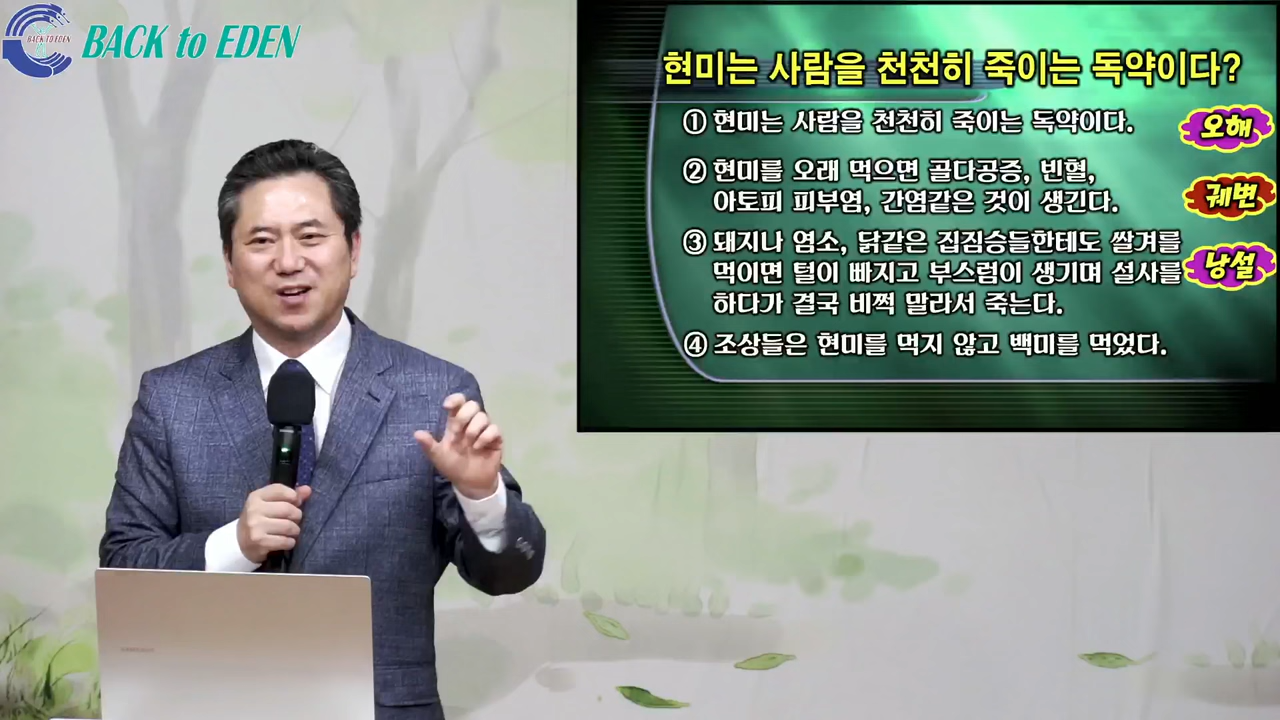 BACK TO EDEN
BACK to EDEN
현미는 사람을 천천히 죽이는 독약이다?
① 현미는 사람을 천천히 죽이는 독약이다.
오해
② 현미를 오래 먹으면 골다공증, 빈혈,
아토피 피부염, 간염같은 것이 생긴다.
궤변
③ 돼지나 염소, 닭같은 집짐승들한테도 쌀겨를
먹이면 털이 빠지고 부스럼이 생기며 설사를
하다가 결국 비쩍 말라서 죽는다.
낭설
④ 조상들은 현미를 먹지 않고 백미를 먹었다.